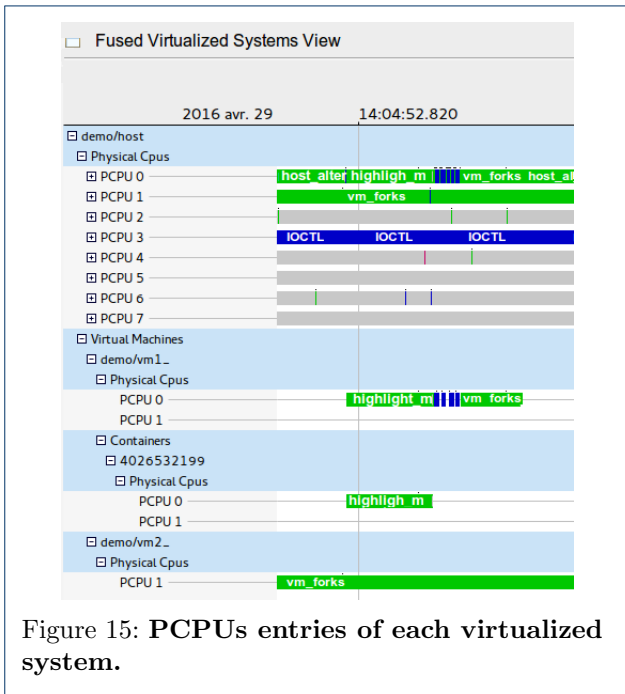 Fused Virtualized Systems View
2016 avr. 29 14:04:52.820
demo/host
Physical Cpus
PCPU 0 host_alter highligh_m vm_forks host_al
PCPU 1 vm_forks
PCPU 2
PCPU 3 IOCTL IOCTL IOCTL
PCPU 4
PCPU 5
PCPU 6
PCPU 7
Virtual Machines
demo/vm1_
Physical Cpus
PCPU 0 highlight_m vm forks
PCPU 1
Containers
4026532199
Physical Cpus
PCPU 0 highligh_m
PCPU 1
demo/vm2_
Physical Cpus
PCPU 1 vm_forks
Figure 15: PCPUs entries of each virtualized
system.